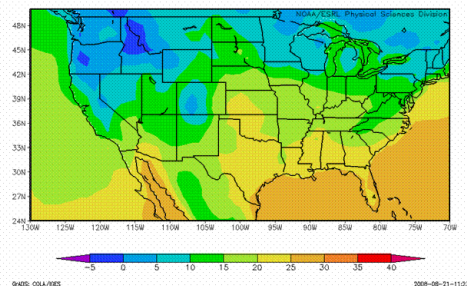 NOAA/ESRL Physical Sciences Division
48N
45N
42N
39N
36N
33N
30N
27N
24N
130W 125W 120W 115W 110W 105W 100W 95W 90W 85W 80W 75W 70W
-5 0 5 10 15 20 25 30 35 40
GrADS: COLA/IGES